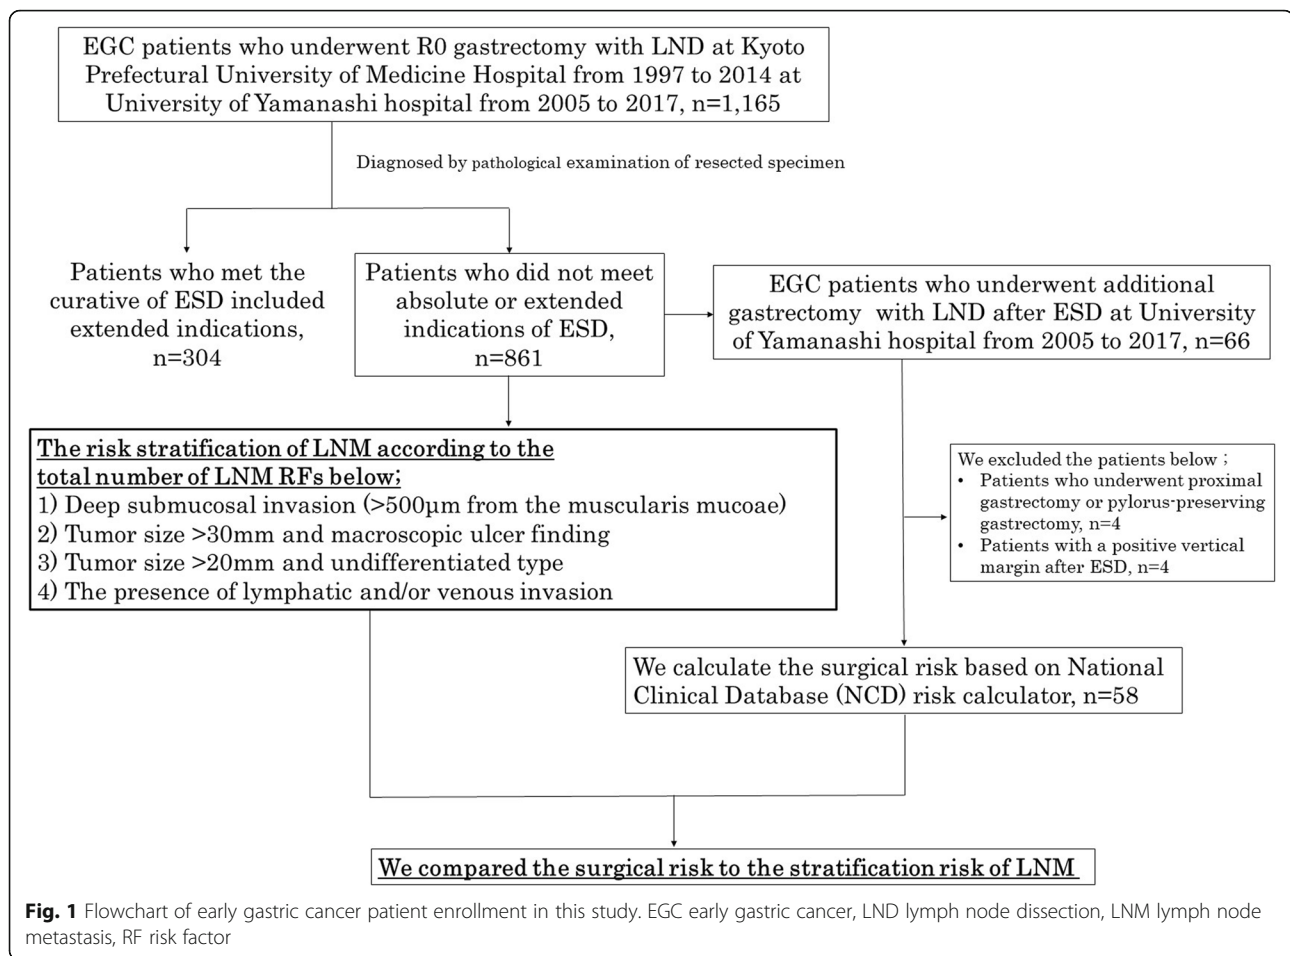 EGC patients who underwent R0 gastrectomy with LND at Kyoto
Prefectural University of Medicine Hospital from 1997 to 2014 at
University of Yamanashi hospital from 2005 to 2017, n=1,165
Diagnosed by pathological examination of resected specimen
Patients who met the
curative of ESD included
extended indications,
n=304
Patients who did not meet
absolute or extended
indications of ESD,
n=861
EGC patients who underwent additional
gastrectomy with LND after ESD at University
of Yamanashi hospital from 2005 to 2017, n=66
The risk stratification of LNM according to the
total number of LNM RFs below;
1) Deep submucosal invasion (>500μm from the muscularis mucoae)
2) Tumor size >30mm and macroscopic ulcer finding
3) Tumor size >20mm and undifferentiated type
4) The presence of lymphatic and/or venous invasion
We excluded the patients below ;
• Patients who underwent proximal
gastrectomy or pylorus-preserving
gastrectomy, n=4
• Patients with a positive vertical
margin after ESD, n=4
We calculate the surgical risk based on National
Clinical Database (NCD) risk calculator, n=58
We compared the surgical risk to the stratification risk of LNM
Fig. 1 Flowchart of early gastric cancer patient enrollment in this study. EGC early gastric cancer, LND lymph node dissection, LNM lymph node
metastasis, RF risk factor